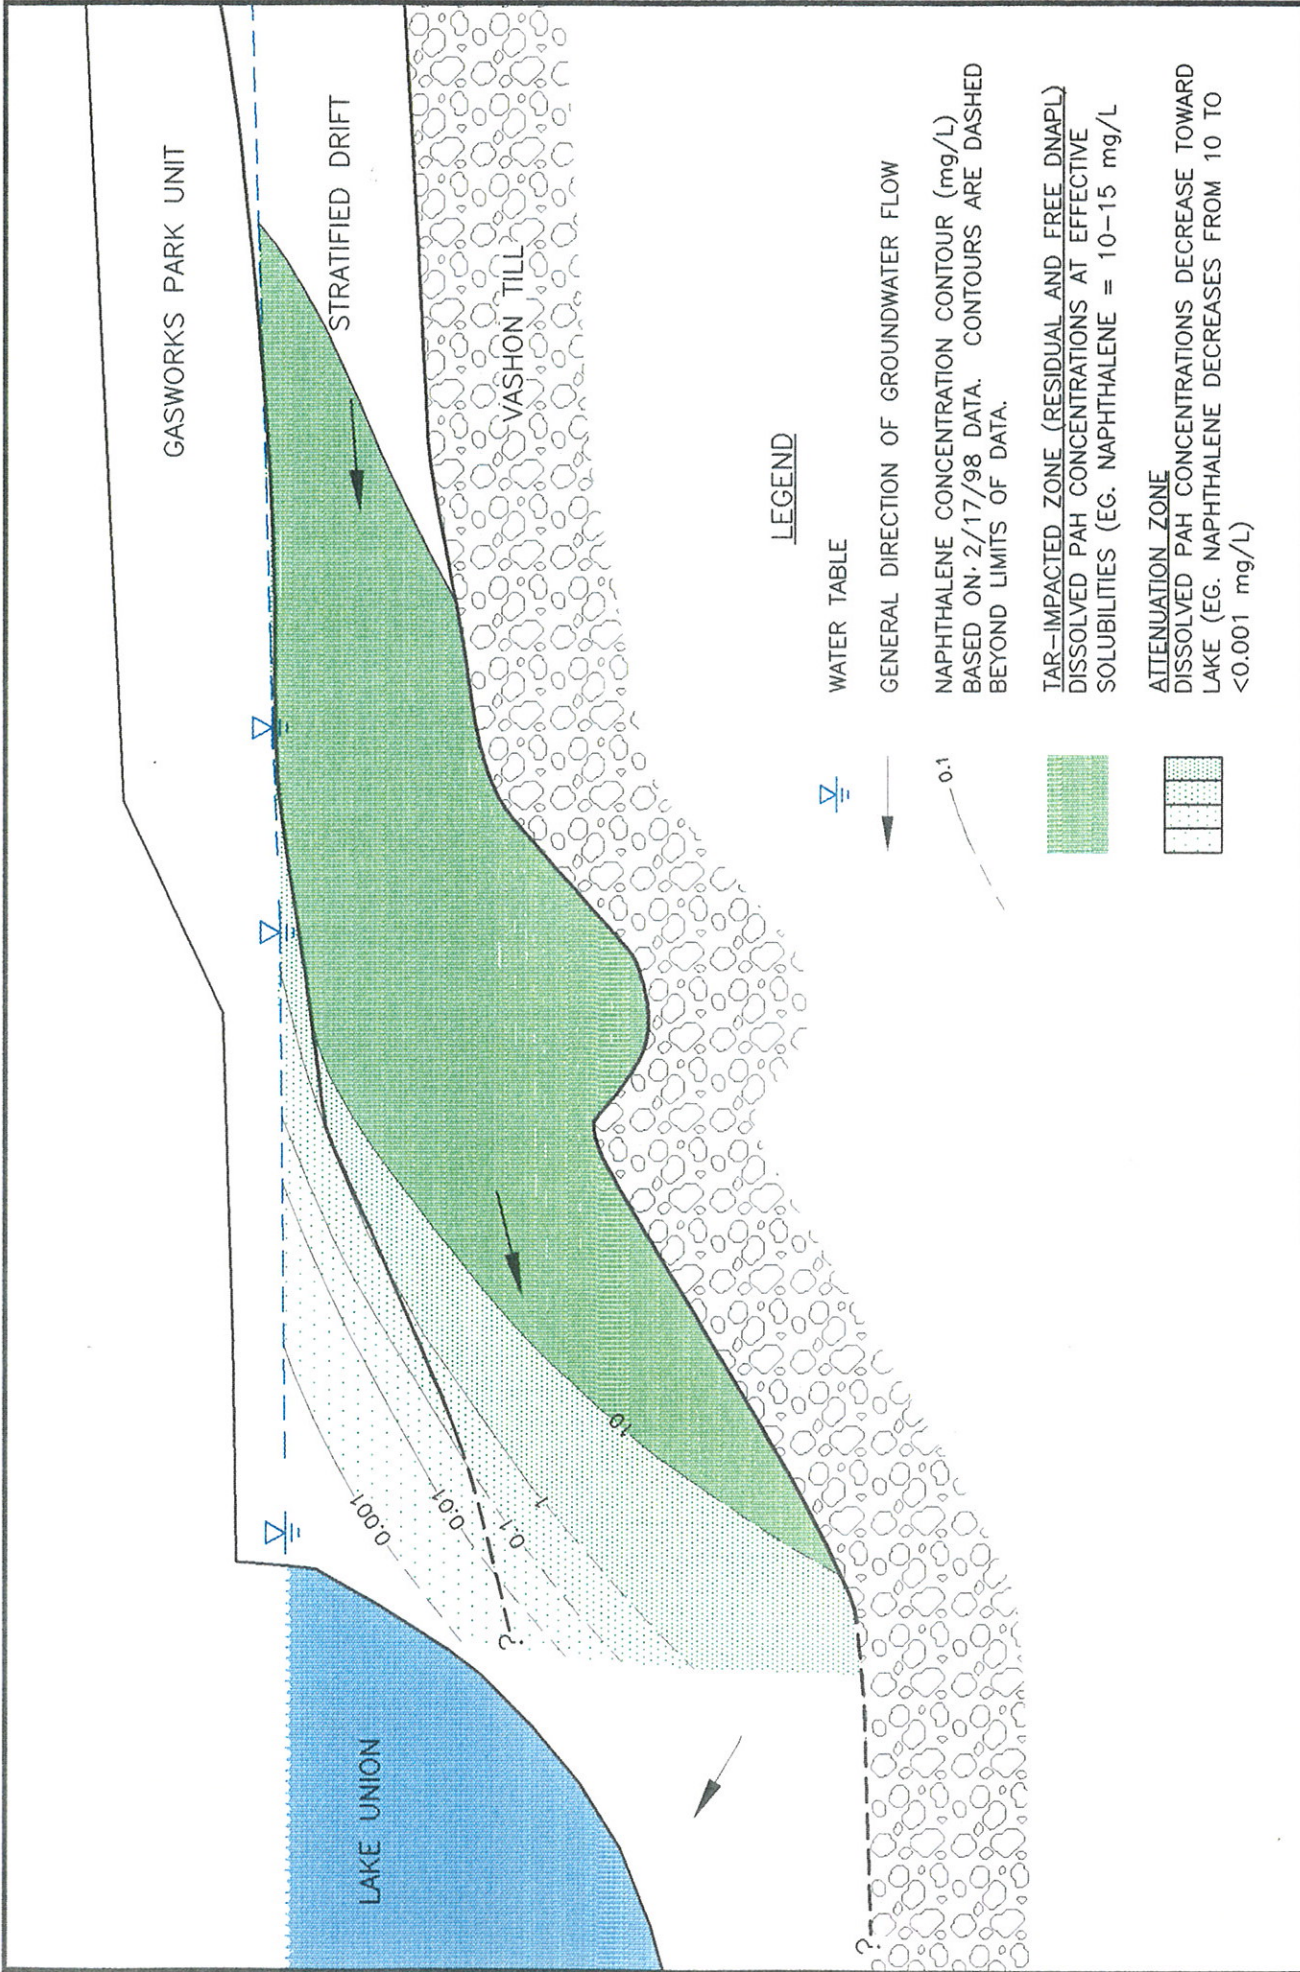 GASWORKS PARK UNIT
STRATIFIED DRIFT
VASHON TILL
LAKE UNION
0.001
0.01
0.1
1
10
?
?
LEGEND
WATER TABLE
GENERAL DIRECTION OF GROUNDWATER FLOW
0.1
NAPHTHALENE CONCENTRATION CONTOUR (mg/L)
BASED ON 2/17/98 DATA. CONTOURS ARE DASHED
BEYOND LIMITS OF DATA.
TAR-IMPACTED ZONE (RESIDUAL AND FREE DNAPL)
DISSOLVED PAH CONCENTRATIONS AT EFFECTIVE
SOLUBILITIES (EG. NAPHTHALENE = 10-15 mg/L
ATTENUATION ZONE
DISSOLVED PAH CONCENTRATIONS DECREASE TOWARD
LAKE (EG. NAPHTHALENE DECREASES FROM 10 TO
<0.001 mg/L)